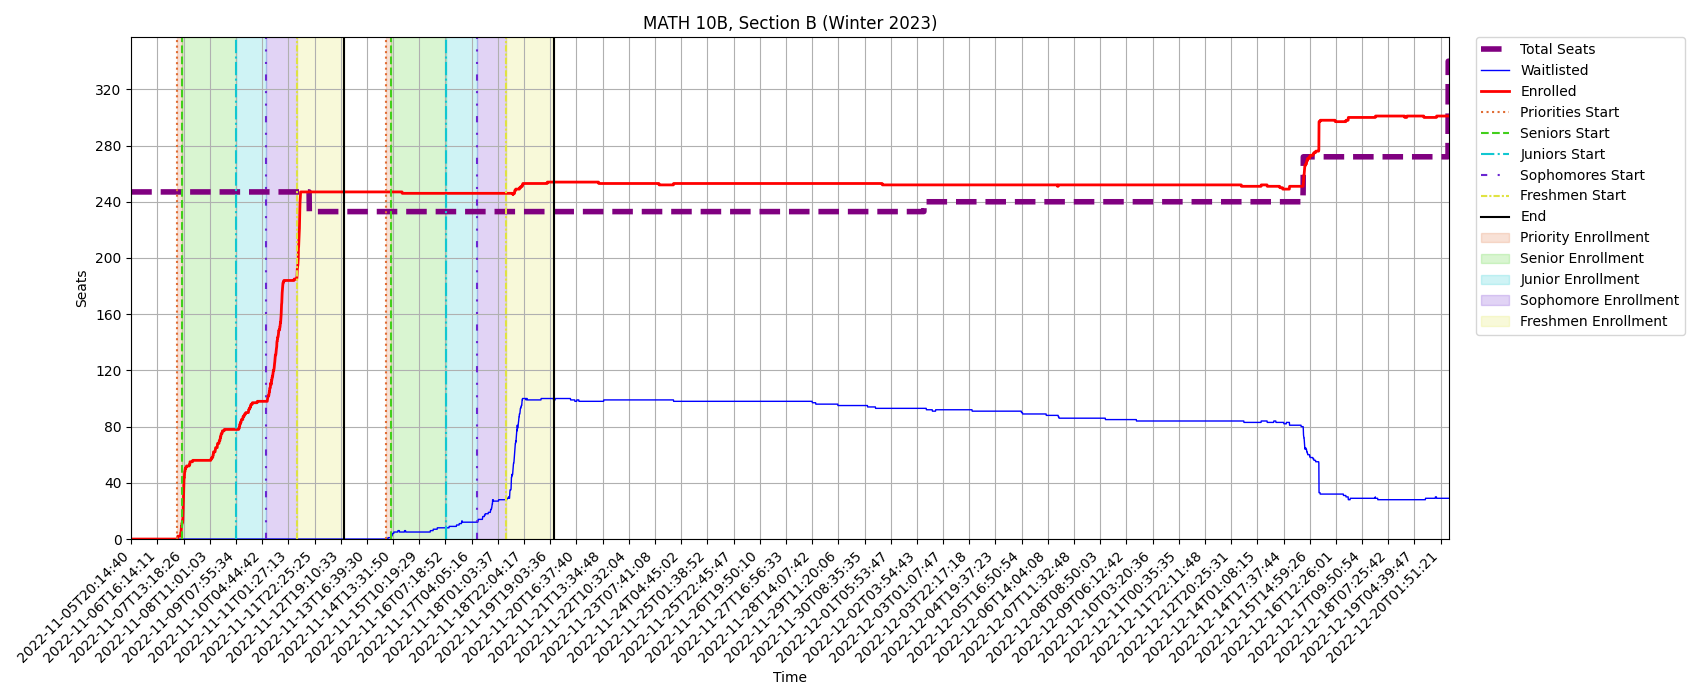 MATH 10B, Section B (Winter 2023)
Total Seats
Waitlisted
Enrolled
Priorities Start
Seniors Start
Juniors Start
Sophomores Start
Freshmen Start
End
Priority Enrollment
Senior Enrollment
Junior Enrollment
Sophomore Enrollment
Freshmen Enrollment
Seats
320
280
240
200
160
120
80
40
0
2022-11-05T20:14:40
2022-11-06T16:14:11
2022-11-07T13:18:26
2022-11-08T11:01:03
2022-11-09T07:55:34
2022-11-10T04:44:42
2022-11-11T01:27:13
2022-11-11T22:25:25
2022-11-12T19:10:33
2022-11-13T16:39:30
2022-11-14T13:31:50
2022-11-15T10:19:29
2022-11-16T07:18:52
2022-11-17T04:05:16
2022-11-18T01:03:37
2022-11-18T22:04:17
2022-11-19T19:03:36
2022-11-20T16:37:40
2022-11-21T13:34:48
2022-11-22T10:32:04
2022-11-23T07:41:08
2022-11-24T04:45:02
2022-11-25T01:38:52
2022-11-25T22:45:47
2022-11-26T19:50:10
2022-11-27T16:56:33
2022-11-28T14:07:42
2022-11-29T11:20:06
2022-11-30T08:35:35
2022-12-01T05:53:47
2022-12-02T03:54:43
2022-12-03T01:07:47
2022-12-03T22:17:18
2022-12-04T19:37:23
2022-12-05T16:50:54
2022-12-06T14:04:08
2022-12-07T11:32:48
2022-12-08T08:50:03
2022-12-09T06:12:42
2022-12-10T03:20:36
2022-12-11T00:35:35
2022-12-11T22:11:48
2022-12-12T20:25:31
2022-12-14T01:08:15
2022-12-14T17:37:44
2022-12-15T14:59:26
2022-12-16T12:26:01
2022-12-17T09:50:54
2022-12-18T07:25:42
2022-12-19T04:39:47
2022-12-20T01:51:21
Time